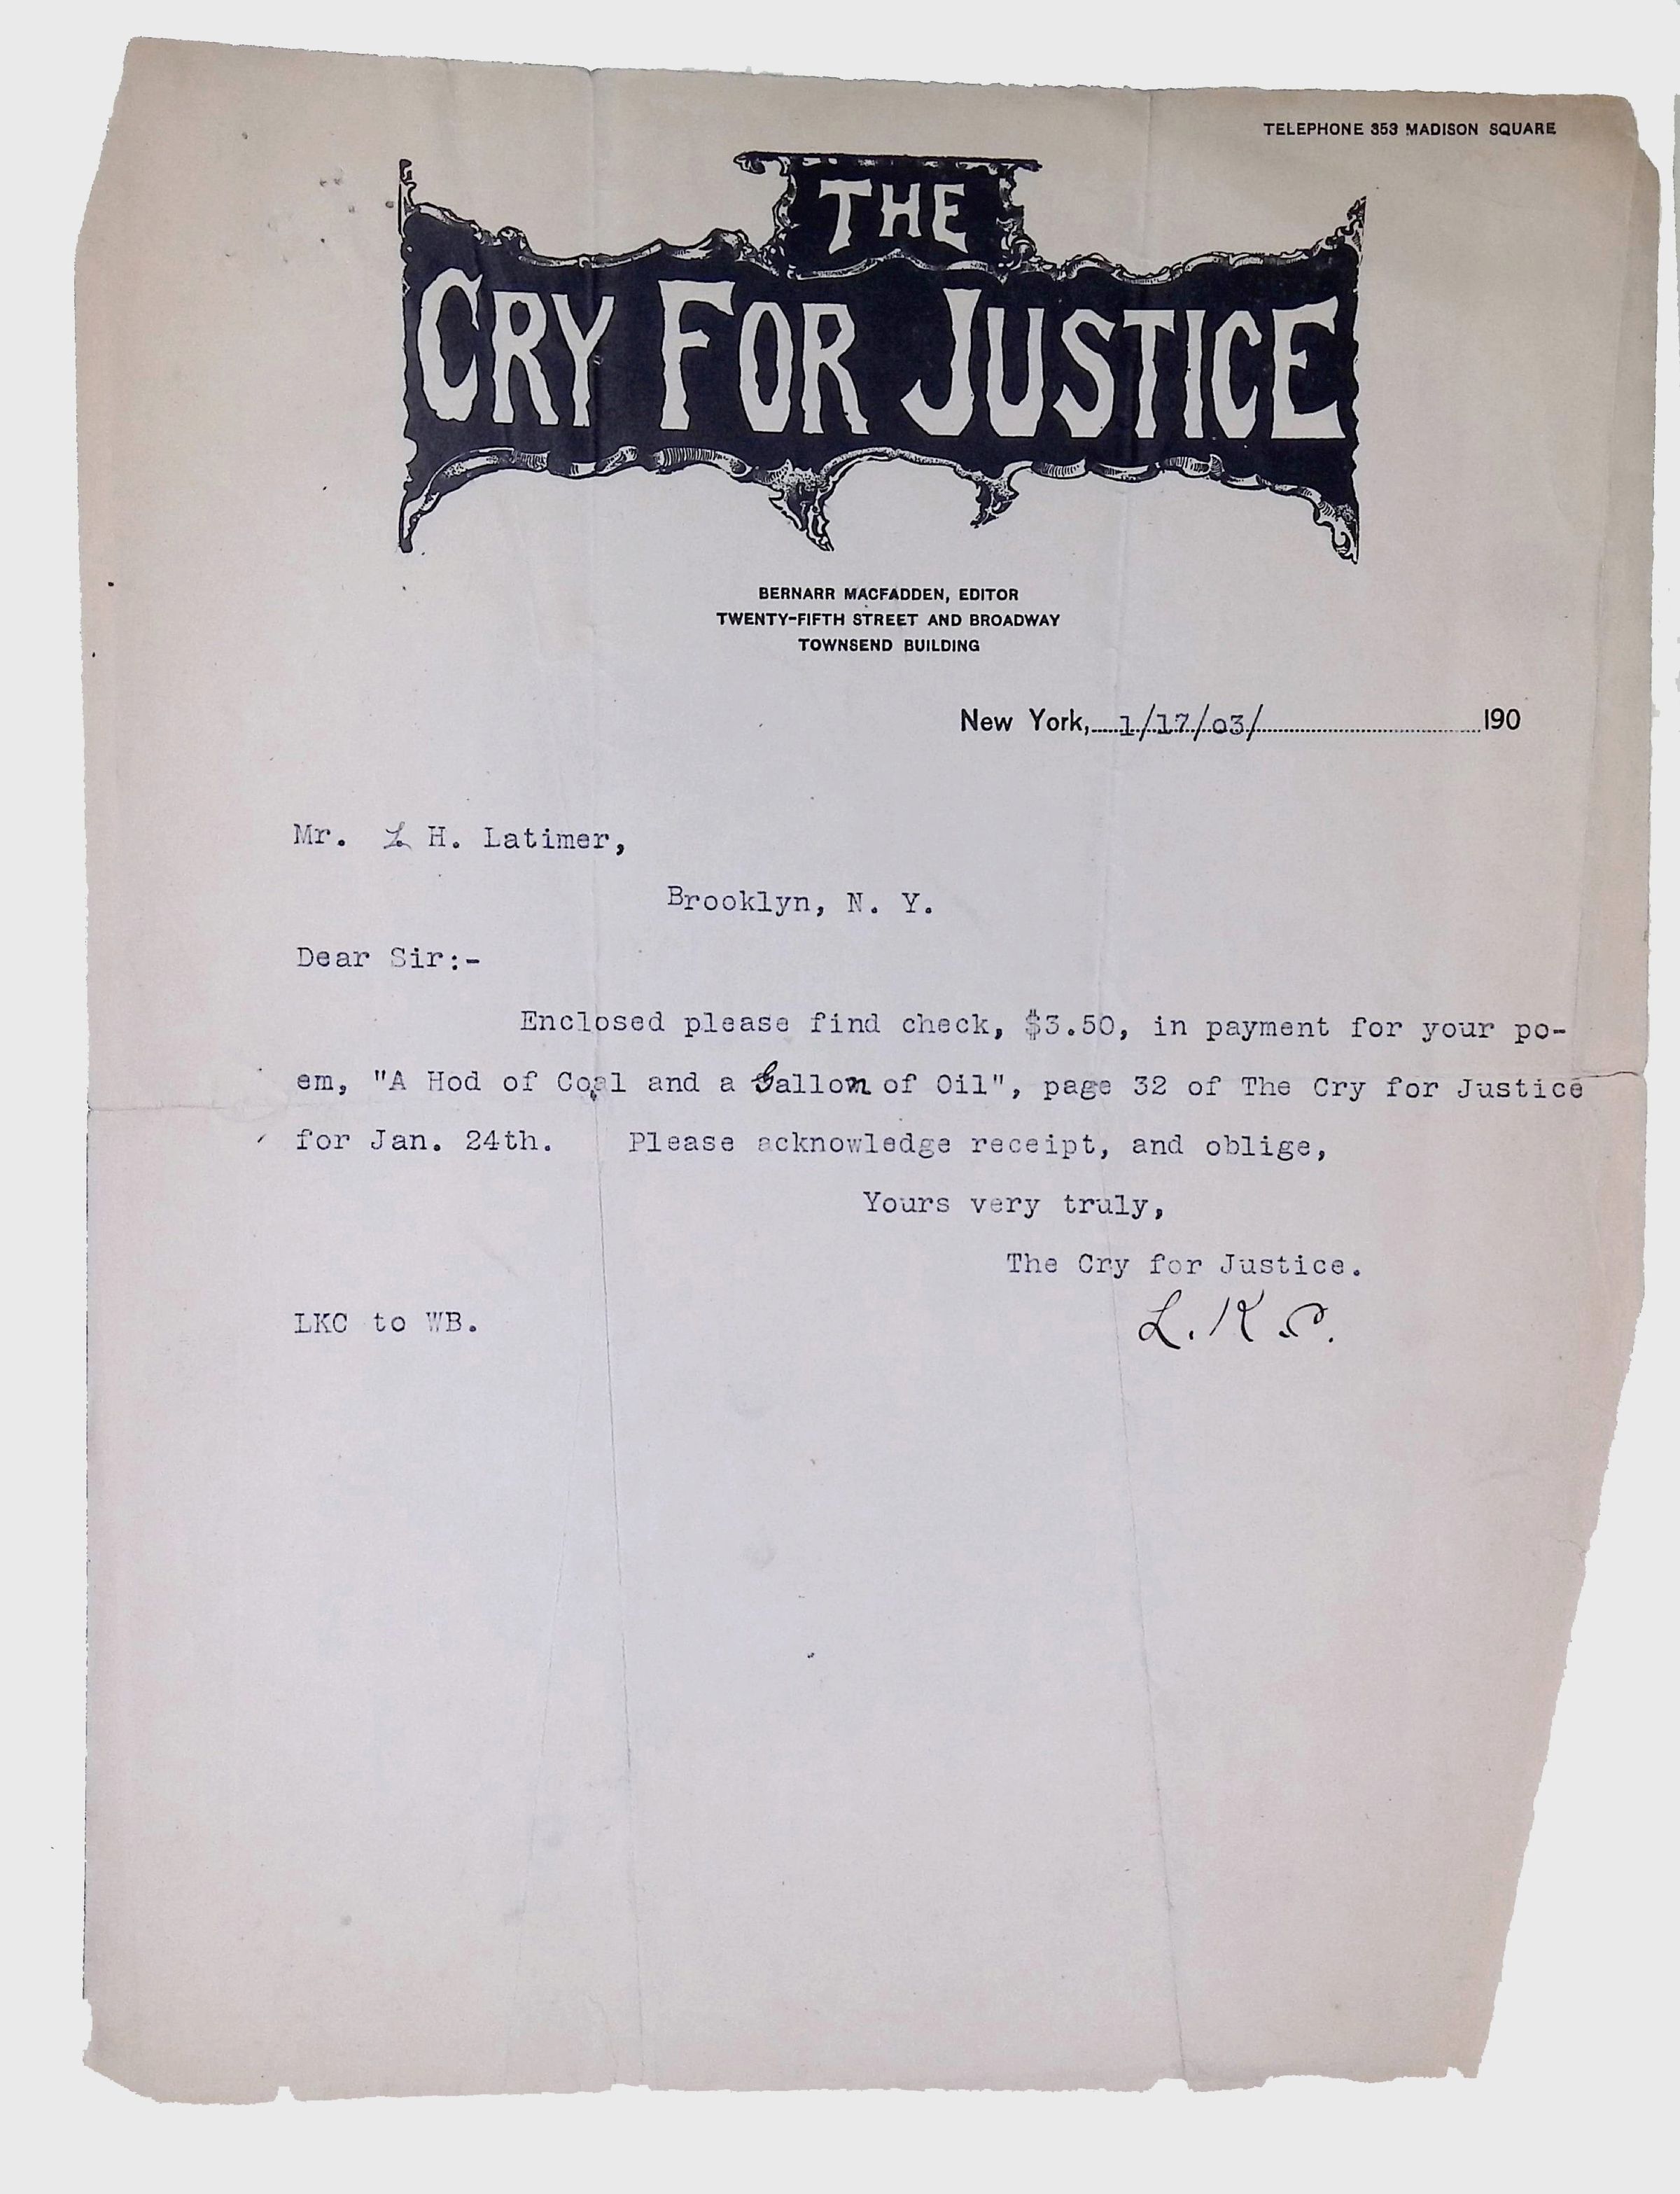 TELEPHONE 353 MADISON SQUARE
THE
CRY FOR JUSTICE
BERNARR MACFADDEN, EDITOR
TWENTY-FIFTH STREET AND BROADWAY
TOWNSEND BUILDING
New York, 1/17/03/ 190
Mr. L H. Latimer,
Brooklyn, N. Y.
Dear Sir:-
Enclosed please find check, $3.50, in payment for your po-
em, "A Hod of Coal and a Gallon of Oil", page 32 of The Cry for Justice
for Jan. 24th. Please acknowledge receipt, and oblige,
Yours very truly,
The Cry for Justice.
L. K. C.
LKC to WB.